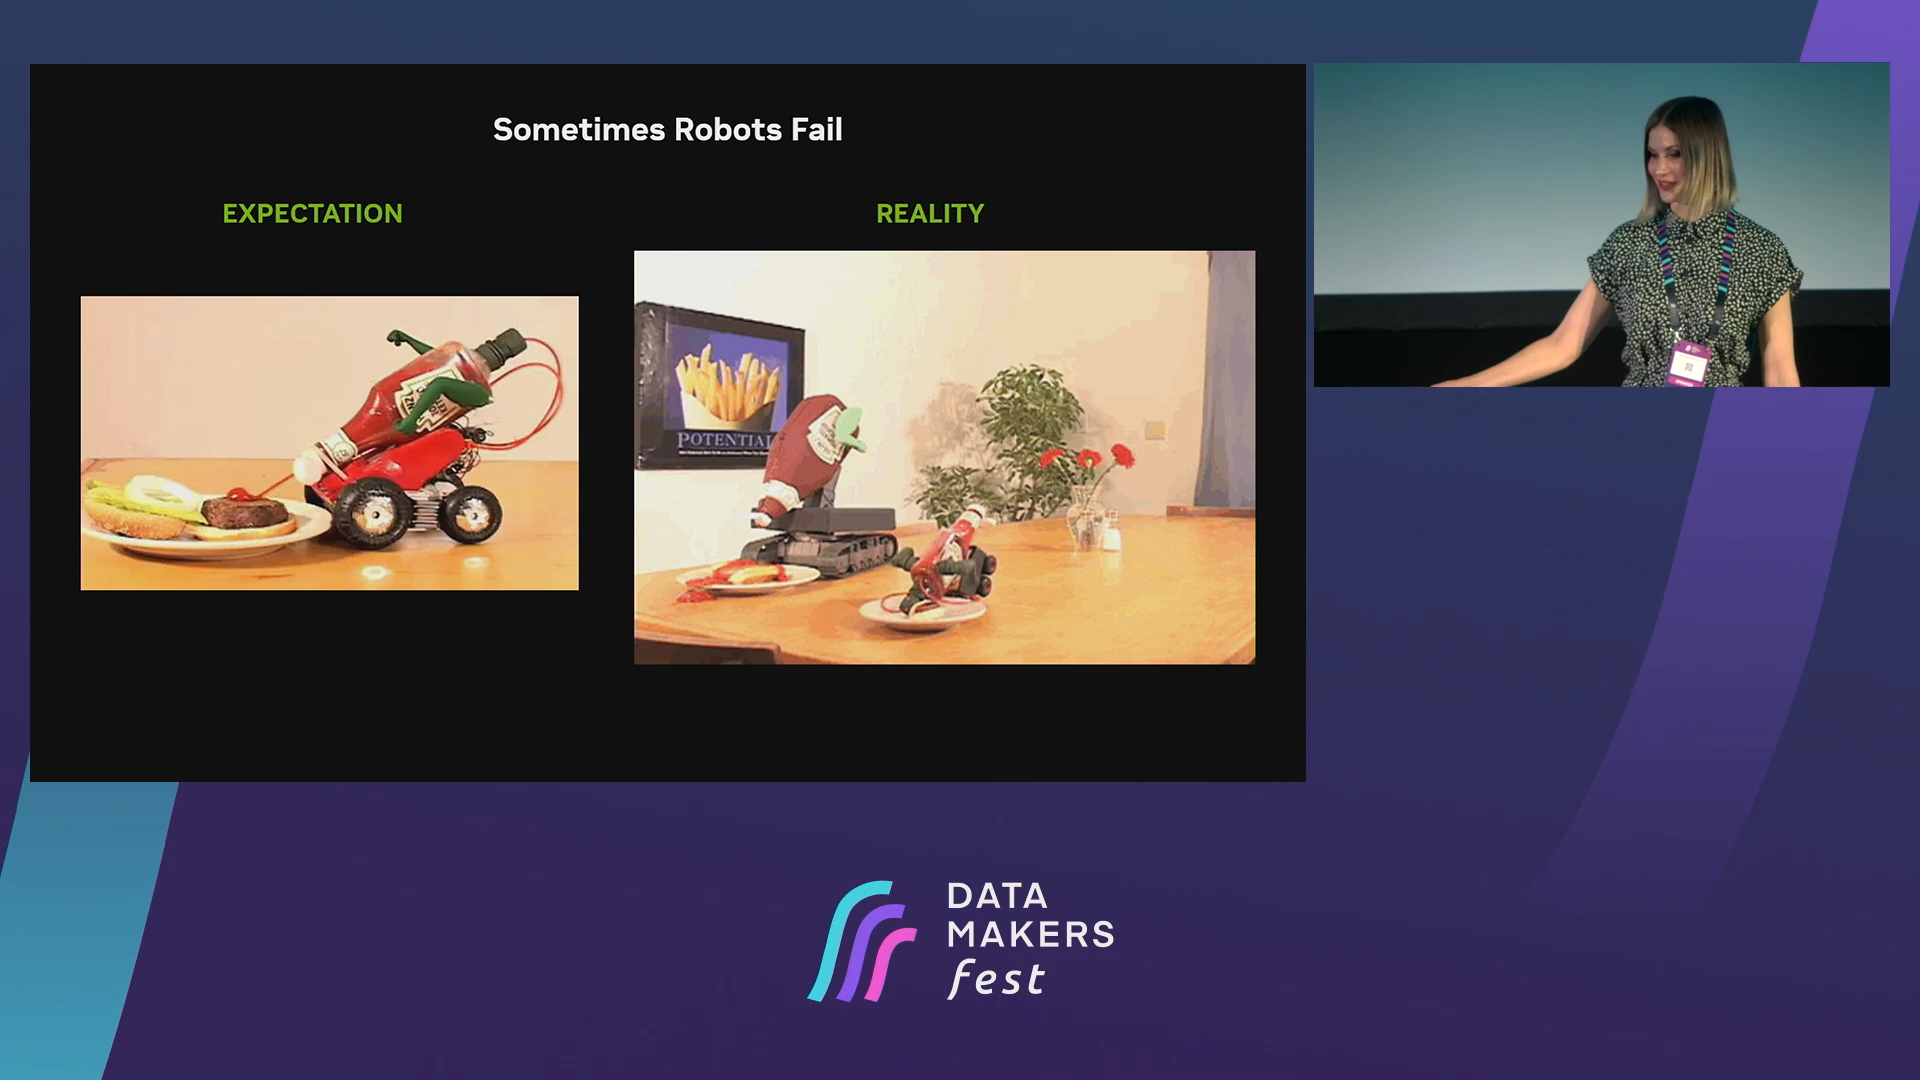 Sometimes Robots Fail
EXPECTATION
REALITY
POTENTIAL
DATA
MAKERS
fest